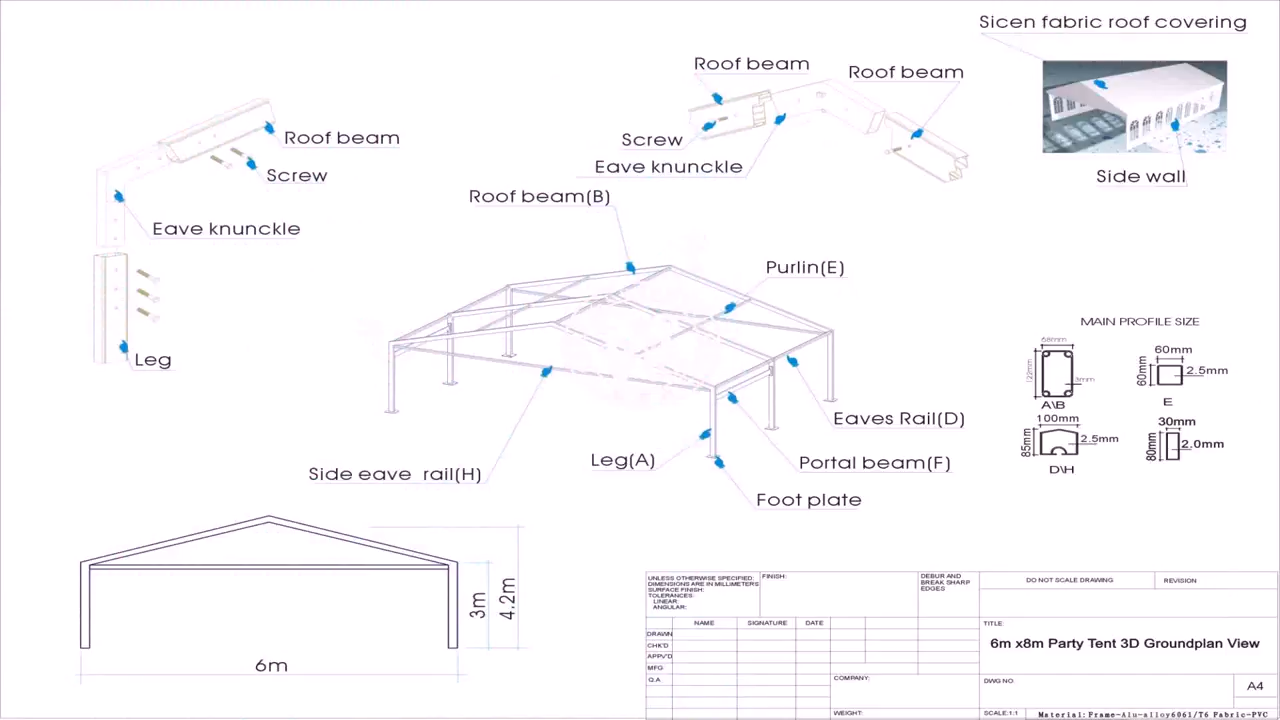 Sicen fabric roof covering
Roof beam
Roof beam
Roof beam
Screw
Screw
Eave knunckle
Side wall
Roof beam(B)
Eave knunckle
Purlin(E)
MAIN PROFILE SIZE
68mm
122mm
3mm
A\B
60mm
60mm
2.5mm
E
Leg
100mm
85mm
2.5mm
D\H
30mm
80mm
2.0mm
Eaves Rail(D)
Leg(A)
Portal beam(F)
Side eave rail(H)
Foot plate
3m
4.2m
6m
UNLESS OTHERWISE SPECIFIED:
DIMENSIONS ARE IN MILLIMETERS
SURFACE FINISH:
TOLERANCES:
LINEAR:
ANGULAR:
FINISH:
DEBUR AND
BREAK SHARP
EDGES
DO NOT SCALE DRAWING
REVISION
NAME
SIGNATURE
DATE
TITLE:
DRAWN
CHK'D
APPV'D
MFG
Q.A
6m x8m Party Tent 3D Groundplan View
COMPANY:
DWG NO.
A4
WEIGHT:
SCALE:1:1
Material:Frame-Alu-alloy6061/T6 Fabric-PVC